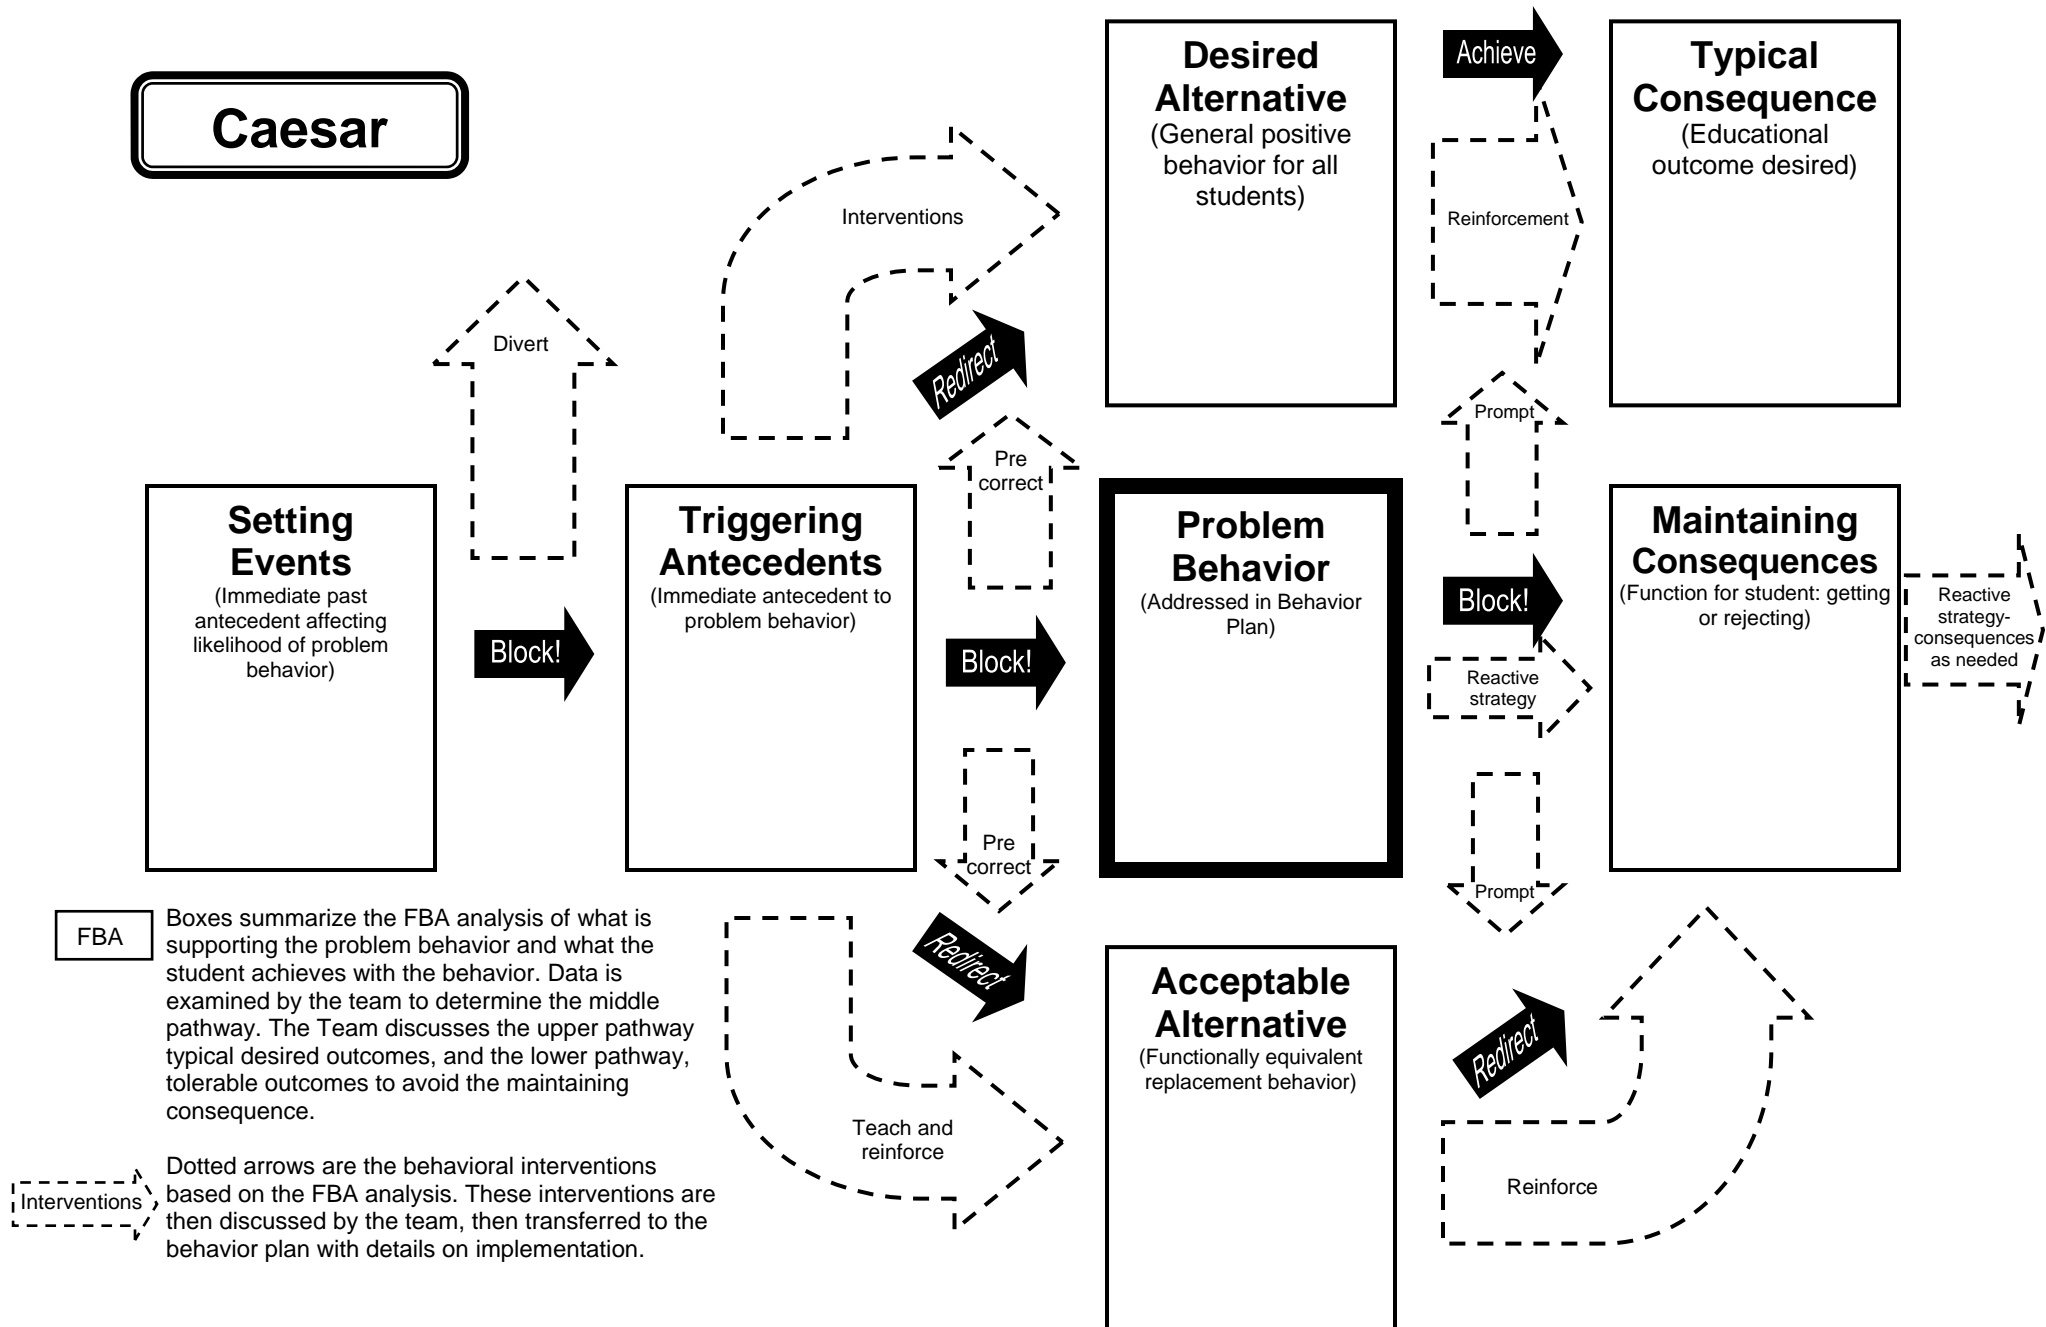 Caesar
Desired
Alternative
(General positive
behavior for all
students)
Achieve
Typical
Consequence
(Educational
outcome desired)
Interventions
Reinforcement
Divert
Redirect
Prompt
Pre
correct
Setting
Events
(Immediate past
antecedent affecting
likelihood of problem
behavior)
Block!
Triggering
Antecedents
(Immediate antecedent to
problem behavior)
Block!
Problem
Behavior
(Addressed in Behavior
Plan)
Block!
Reactive
strategy
Maintaining
Consequences
(Function for student: getting
or rejecting)
Reactive
strategy-
consequences
as needed
Pre
correct
Prompt
Redirect
FBA
Boxes summarize the FBA analysis of what is
supporting the problem behavior and what the
student achieves with the behavior. Data is
examined by the team to determine the middle
pathway. The Team discusses the upper pathway
typical desired outcomes, and the lower pathway,
tolerable outcomes to avoid the maintaining
consequence.
Acceptable
Alternative
(Functionally equivalent
replacement behavior)
Redirect
Teach and
reinforce
Reinforce
Interventions
Dotted arrows are the behavioral interventions
based on the FBA analysis. These interventions are
then discussed by the team, then transferred to the
behavior plan with details on implementation.